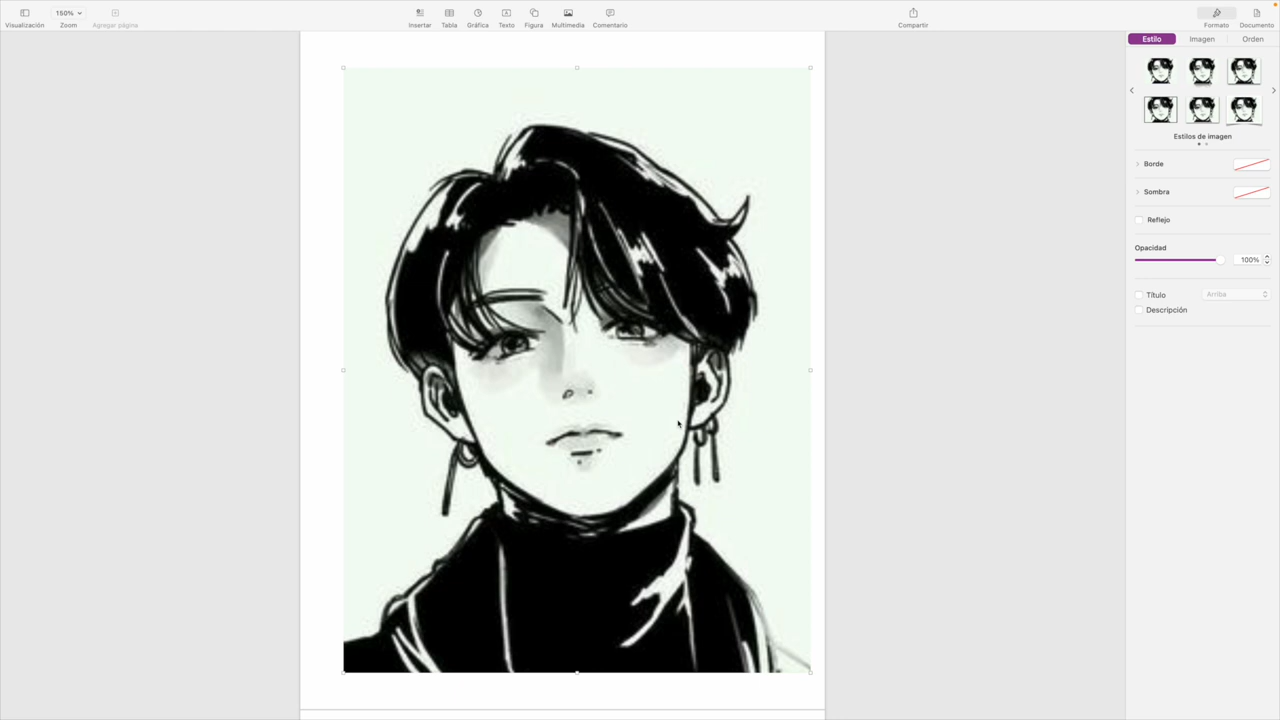 150%
Visualización
Zoom
Agregar página
Insertar
Tabla
Gráfica
Texto
Figura
Multimedia
Comentario
Compartir
Formato
Documento
Estilo
Imagen
Orden
Estilos de imagen
Borde
Sombra
Reflejo
Opacidad
100%
Título
Arriba
Descripción